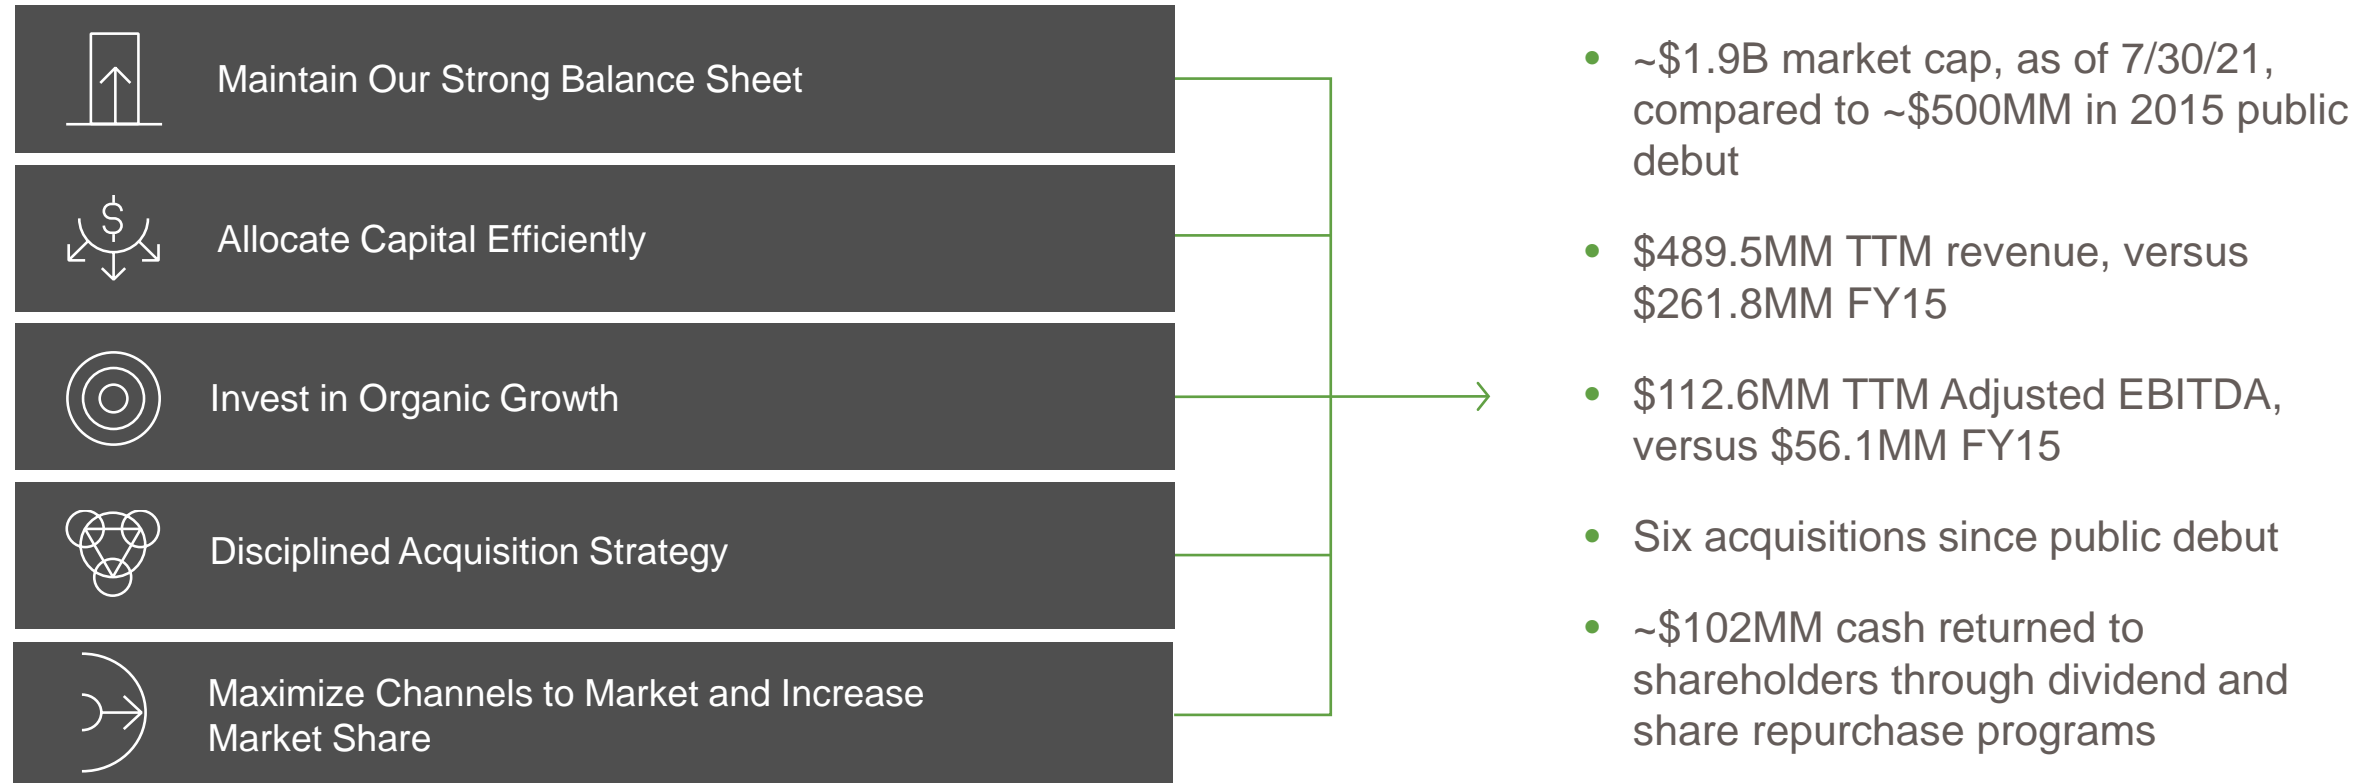 Maintain Our Strong Balance Sheet
$
Allocate Capital Efficiently
Invest in Organic Growth
Disciplined Acquisition Strategy
Maximize Channels to Market and Increase
Market Share
• ~$1.9B market cap, as of 7/30/21,
compared to ~$500MM in 2015 public
debut
• $489.5MM TTM revenue, versus
$261.8MM FY15
• $112.6MM TTM Adjusted EBITDA,
versus $56.1MM FY15
• Six acquisitions since public debut
• ~$102MM cash returned to
shareholders through dividend and
share repurchase programs